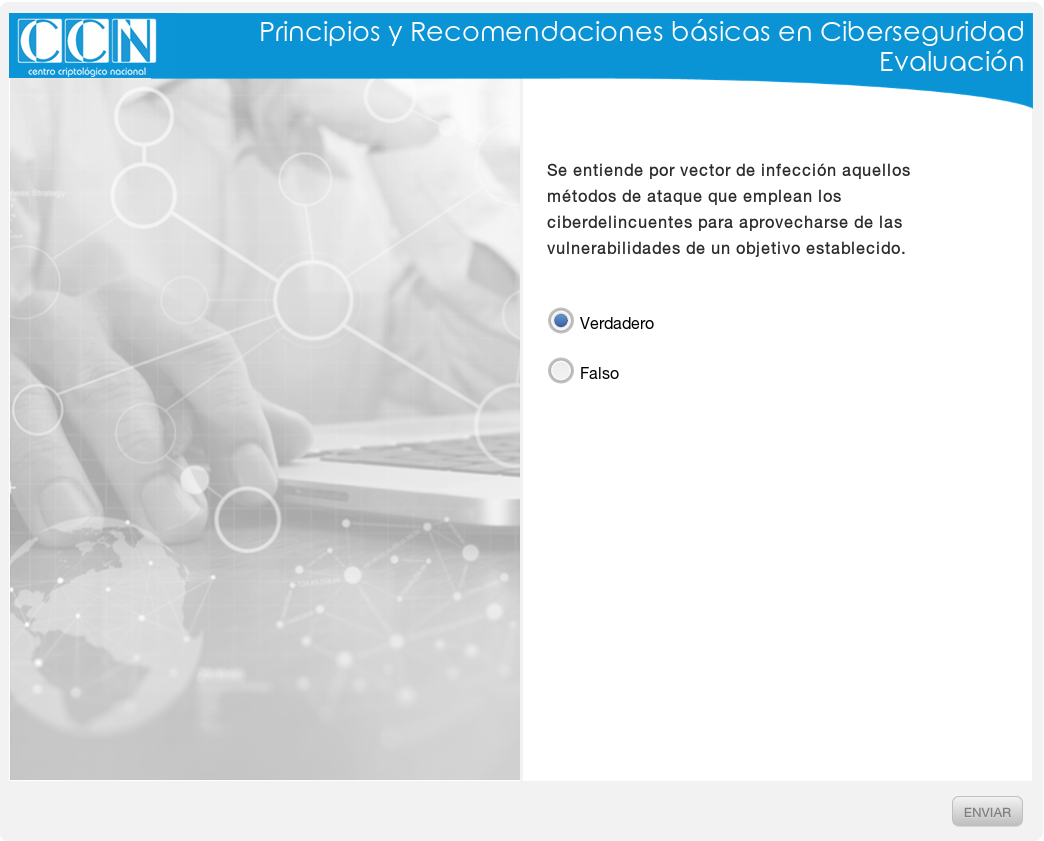 CCN
centro criptológico nacional
Principios y Recomendaciones básicas en Ciberseguridad
Evaluación
Se entiende por vector de infección aquellos
métodos de ataque que emplean los
ciberdelincuentes para aprovecharse de las
vulnerabilidades de un objetivo establecido.
Verdadero
Falso
ENVIAR